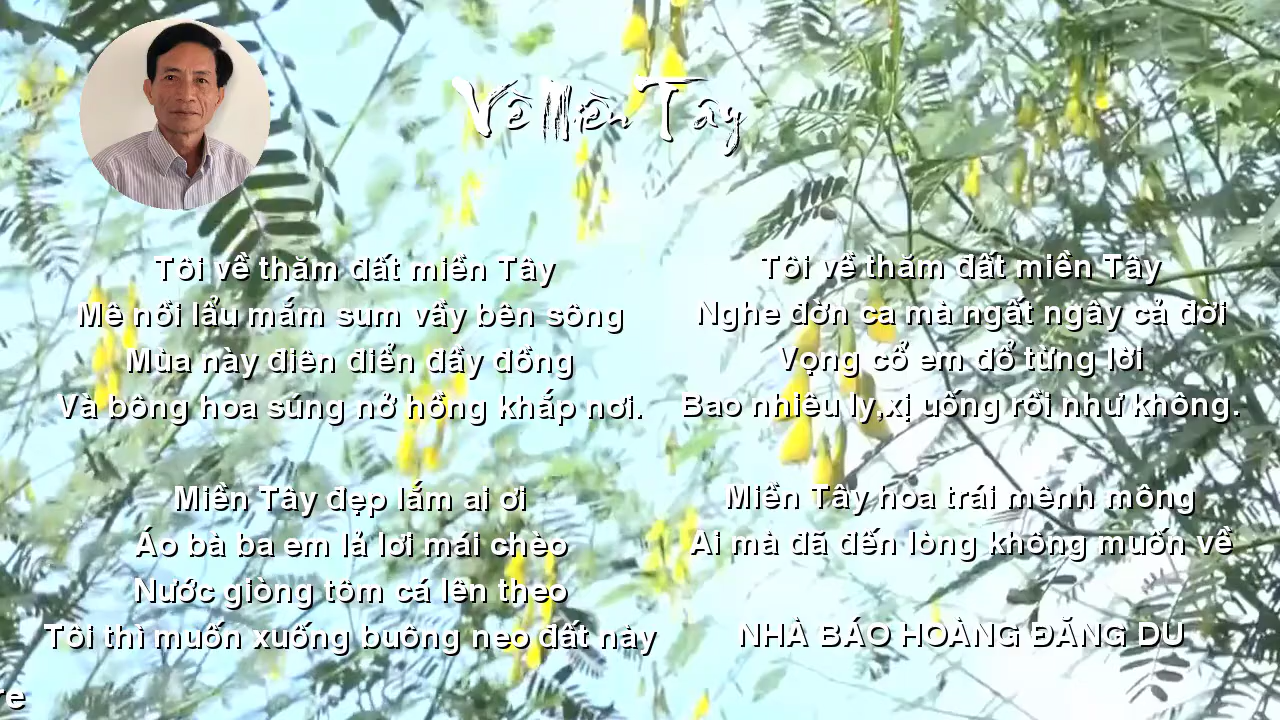 Về Miền Tây
Tôi về thăm đất miền Tây
Mê nồi lẩu mắm sum vầy bên sông
Mùa này điên điển đầy đồng
Và bông hoa súng nở hồng khắp nơi.
Miền Tây đẹp lắm ai ơi
Áo bà ba em lả lơi mái chèo
Nước giòng tôm cá lên theo
Tôi thì muốn xuống buông neo đất này
Tôi về thăm đất miền Tây
Nghe đờn ca mà ngất ngây cả đời
Vọng cổ em đổ từng lời
Bao nhiêu ly,xị uống rồi như không.
Miền Tây hoa trái mênh mông
Ai mà đã đến lòng không muốn về
NHÀ BÁO HOÀNG ĐĂNG DU
re